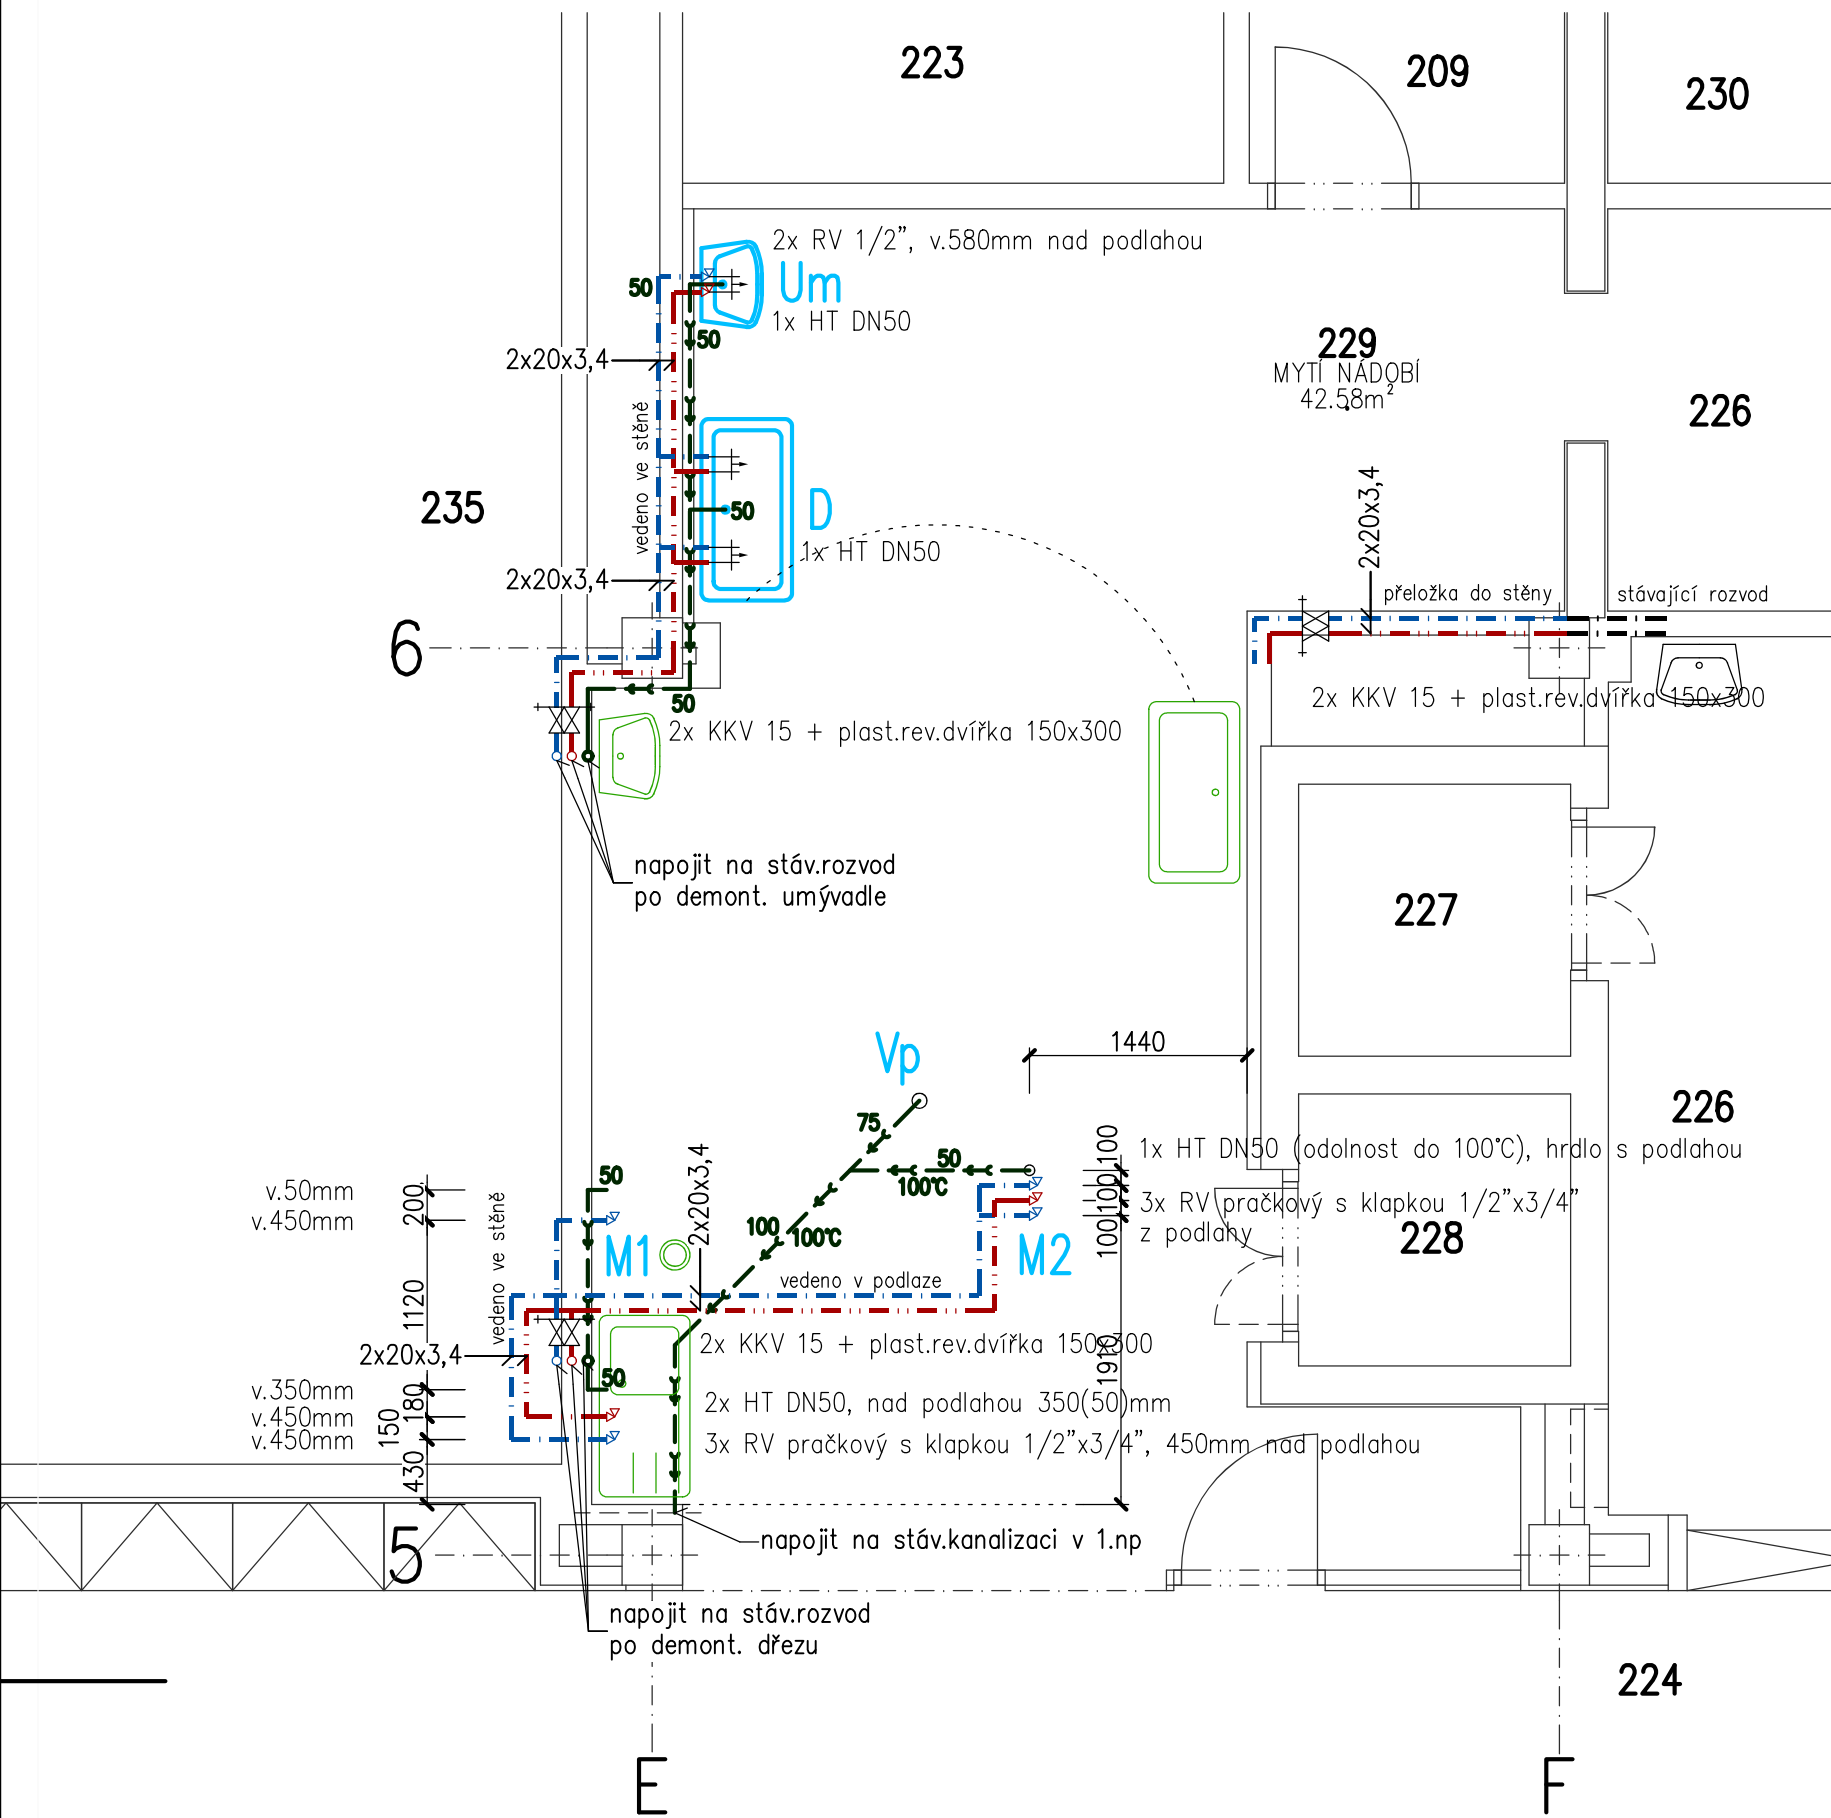 223
209
230
2x RV 1/2", v.580mm nad podlahou
Um
50
1x HT DN50
50
2x20x3,4
229
MYTÍ NÁDOBÍ
42.58m²
226
vedeno ve stěně
235
D
50
1x HT DN50
2x20x3,4
2x20x3,4
přeložka do stěny
stávající rozvod
6
50
2x KKV 15 + plast.rev.dvířka 150x300
2x KKV 15 + plast.rev.dvířka 150x300
napojit na stáv.rozvod
po demont. umývadle
227
1440
Vp
75
226
50
100°C
100
1x HT DN50 (odolnost do 100°C), hrdlo s podlahou
50
2x20x3,4
v.50mm
200
v.450mm
vedeno ve stěně
100
100
3x RV pračkový s klapkou 1/2"x3/4"
z podlahy
228
100
100°C
M1
M2
vedeno v podlaze
1120
2x20x3,4
2x KKV 15 + plast.rev.dvířka 150x300
1910
50
v.350mm
180
2x HT DN50, nad podlahou 350(50)mm
v.450mm
150
v.450mm
3x RV pračkový s klapkou 1/2"x3/4", 450mm nad podlahou
430
5
napojit na stáv.kanalizaci v 1.np
napojit na stáv.rozvod
po demont. dřezu
224
E
F